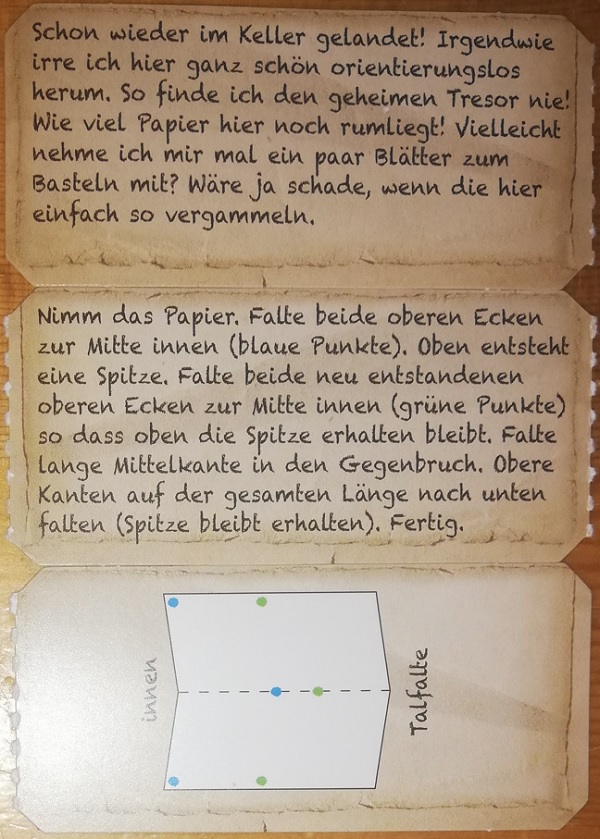 Schon wieder im Keller gelandet! Irgendwie
irre ich hier ganz schön orientierungslos
herum. So finde ich den geheimen Tresor nie!
Wie viel Papier hier noch rumliegt! Vielleicht
nehme ich mir mal ein paar Blätter zum
Basteln mit? Wäre ja schade, wenn die hier
einfach so vergammeln.
Nimm das Papier. Falte beide oberen Ecken
zur Mitte innen (blaue Punkte). Oben entsteht
eine Spitze. Falte beide neu entstandenen
oberen Ecken zur Mitte innen (grüne Punkte)
so dass oben die Spitze erhalten bleibt. Falte
lange Mittelkante in den Gegenbruch. Obere
Kanten auf der gesamten Länge nach unten
falten (Spitze bleibt erhalten). Fertig.
innen
Talfalte